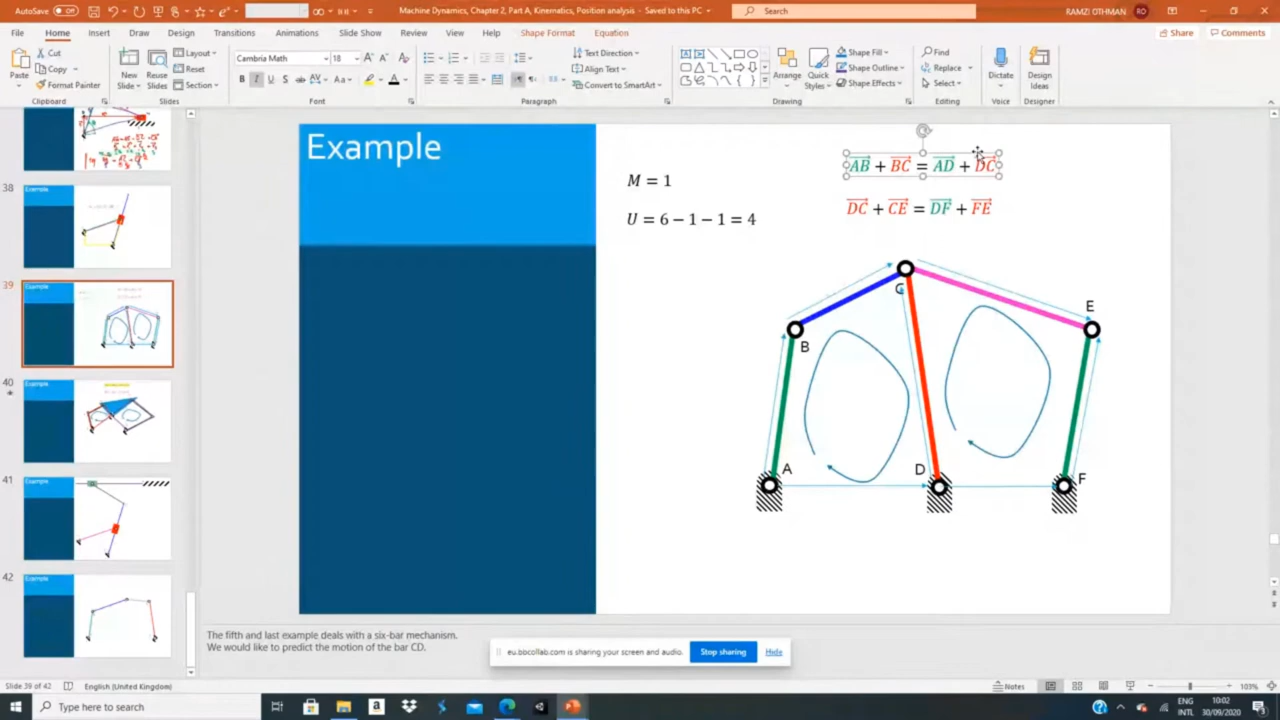 AutoSave Off
Machine Dynamics, Chapter 2, Part A, Kinematics, Position analysis - Saved to this PC
Search
RAMZI OTHMAN RO
File Home Insert Draw Design Transitions Animations Slide Show Review View Help Shape Format Equation Share Comments
Paste
Cut
Copy
Format Painter
Clipboard
New Slide
Reuse Slides
Layout
Reset
Section
Slides
Cambria Math 18
Font
Text Direction
Align Text
Convert to SmartArt
Paragraph
Arrange
Quick Styles
Shape Fill
Shape Outline
Shape Effects
Drawing
Find
Replace
Select
Editing
Dictate
Voice
Design Ideas
Designer
38
Example
39
Example
40
Example
41
Example
42
Example
Example
M = 1
U = 6 − 1 − 1 = 4
AB + BC = AD + DC
DC + CE = DF + FE
C
E
B
A
D
F
The fifth and last example deals with a six-bar mechanism.
We would like to predict the motion of the bar CD.
eu.bbcollab.com is sharing your screen and audio. Stop sharing Hide
Slide 39 of 42 English (United Kingdom) Notes 103%
Type here to search
ENG
INTL
10:02
30/09/2020